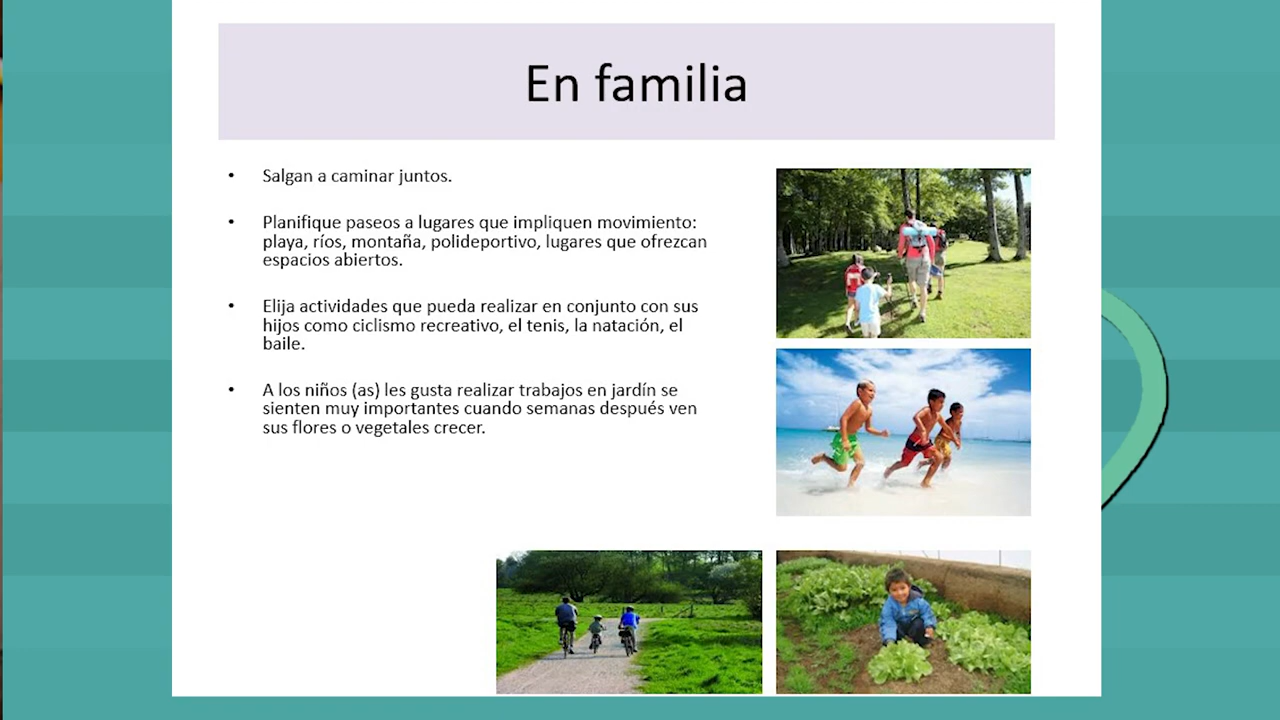 En familia
• Salgan a caminar juntos.
• Planifique paseos a lugares que impliquen movimiento:
playa, ríos, montaña, polideportivo, lugares que ofrezcan
espacios abiertos.
• Elija actividades que pueda realizar en conjunto con sus
hijos como ciclismo recreativo, el tenis, la natación, el
baile.
• A los niños (as) les gusta realizar trabajos en jardín se
sienten muy importantes cuando semanas después ven
sus flores o vegetales crecer.